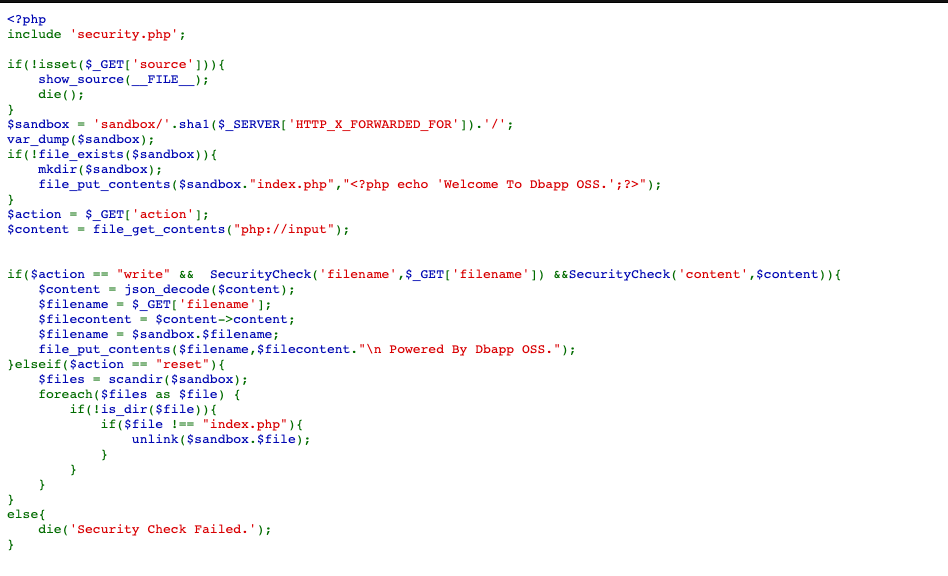 <?php
include 'security.php';
if(!isset($_GET['source'])){
    show_source(__FILE__);
    die();
}
$sandbox = 'sandbox/'.sha1($_SERVER['HTTP_X_FORWARDED_FOR']).'/';
var_dump($sandbox);
if(!file_exists($sandbox)){
    mkdir($sandbox);
    file_put_contents($sandbox."index.php","<?php echo 'Welcome To Dbapp OSS.';?>");
}
$action = $_GET['action'];
$content = file_get_contents("php://input");
if($action == "write" &&  SecurityCheck('filename',$_GET['filename']) &&SecurityCheck('content',$content)){
    $content = json_decode($content);
    $filename = $_GET['filename'];
    $filecontent = $content->content;
    $filename = $sandbox.$filename;
    file_put_contents($filename,$filecontent."\n Powered By Dbapp OSS.");
}elseif($action == "reset"){
    $files = scandir($sandbox);
    foreach($files as $file) {
        if(!is_dir($file)){
            if($file !== "index.php"){
                unlink($sandbox.$file);
            }
        }
    }
}
else{
    die('Security Check Failed.');
}